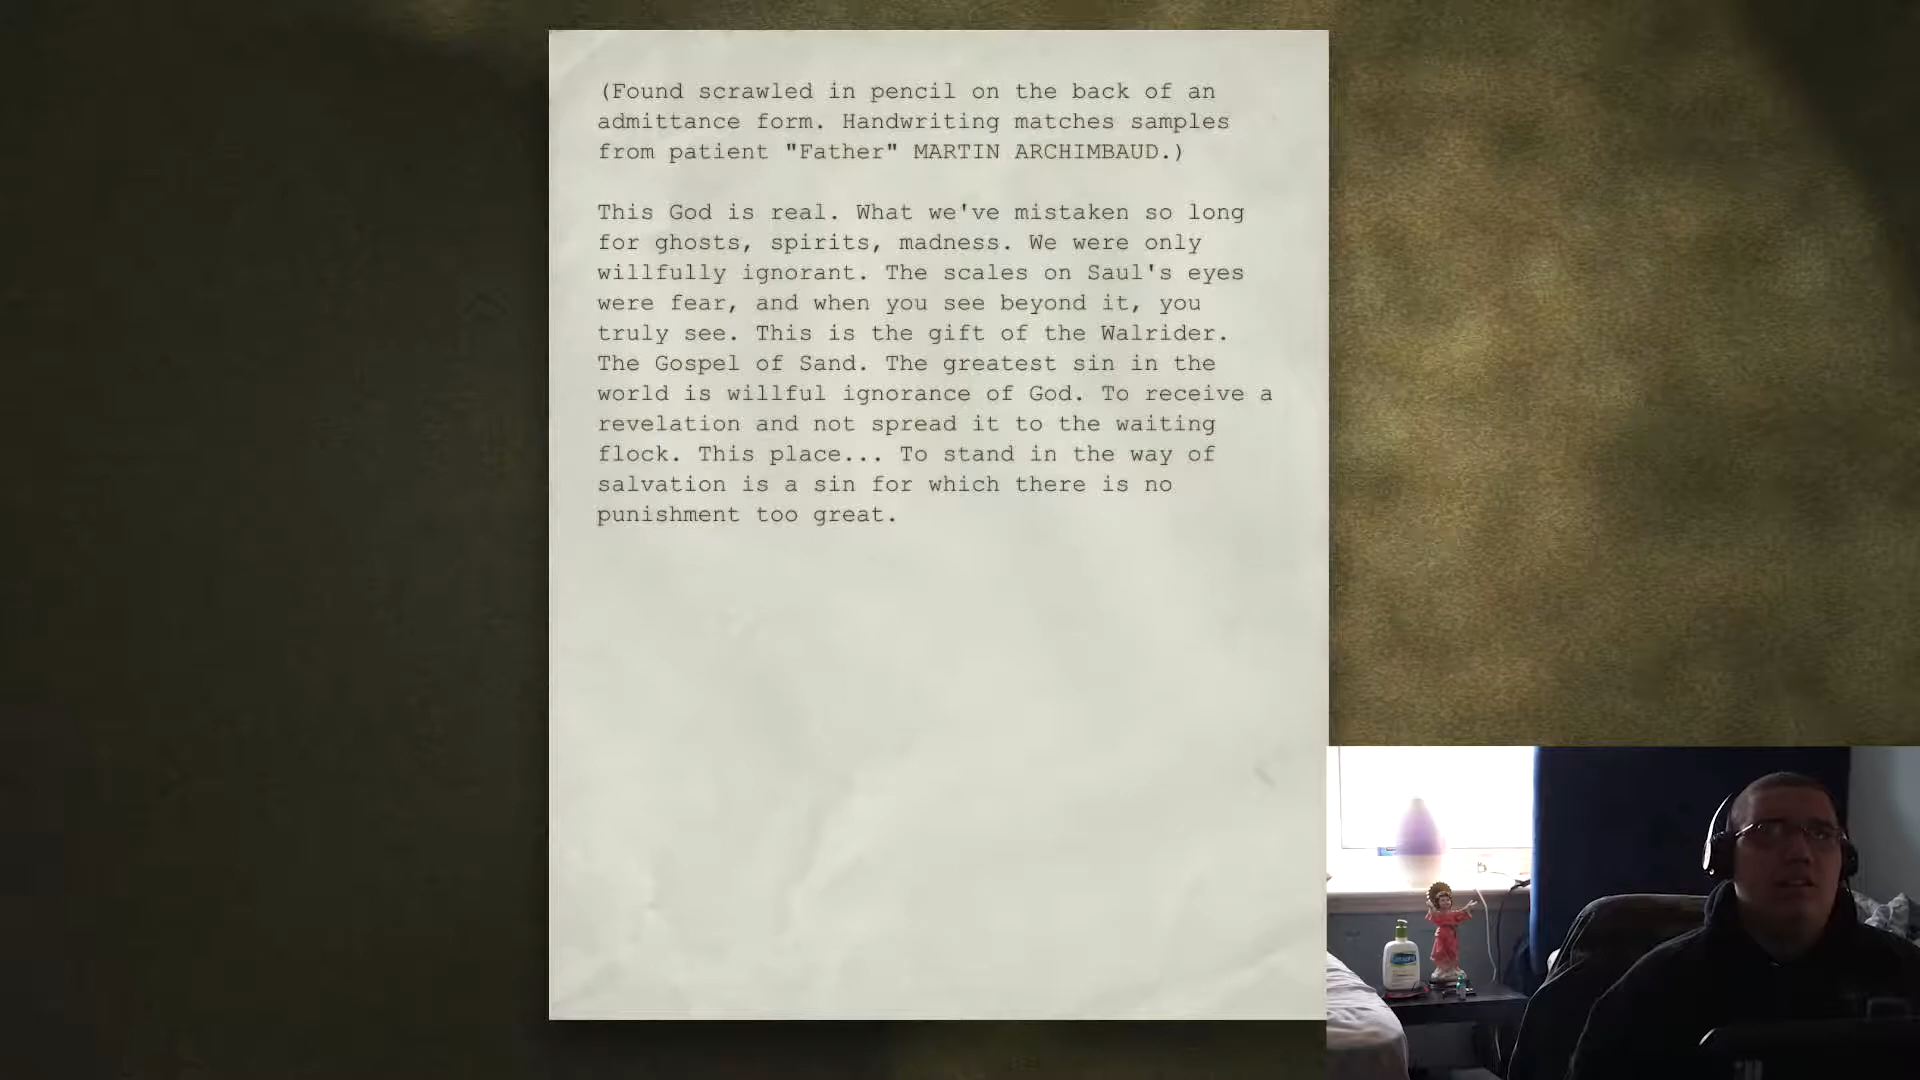 (Found scrawled in pencil on the back of an
admittance form. Handwriting matches samples
from patient "Father" MARTIN ARCHIMBAUD.)
This God is real. What we've mistaken so long
for ghosts, spirits, madness. We were only
willfully ignorant. The scales on Saul's eyes
were fear, and when you see beyond it, you
truly see. This is the gift of the Walrider.
The Gospel of Sand. The greatest sin in the
world is willful ignorance of God. To receive a
revelation and not spread it to the waiting
flock. This place... To stand in the way of
salvation is a sin for which there is no
punishment too great.